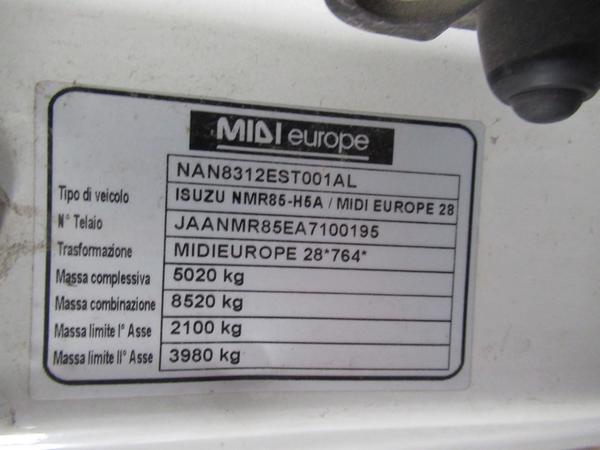 MIDI europe
NAN8312EST001AL
Tipo di veicolo ISUZU NMR85-H5A / MIDI EUROPE 28
N° Telaio JAANMR85EA7100195
Trasformazione MIDIEUROPE 28*764*
Massa complessiva 5020 kg
Massa combinazione 8520 kg
Massa limite I° Asse 2100 kg
Massa limite II° Asse 3980 kg